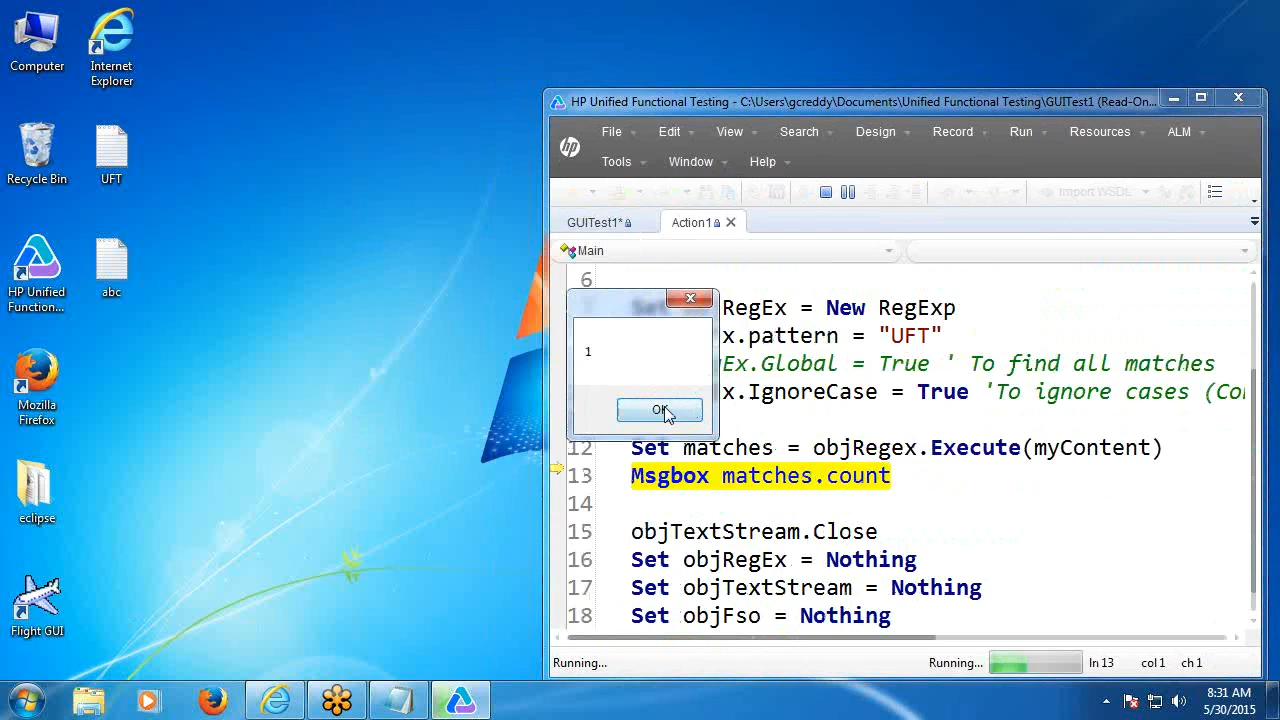 Computer
Internet
Explorer
Recycle Bin
UFT
HP Unified
Function...
abc
Mozilla
Firefox
eclipse
Flight GUI
HP Unified Functional Testing - C:\Users\gcreddy\Documents\Unified Functional Testing\GUITest1 (Read-On...
hp
File Edit View Search Design Record Run Resources ALM
Tools Window Help
Import WSDL
GUITest1* Action1
Main
6
RegEx = New RegExp
x.pattern = "UFT"
Ex.Global = True ' To find all matches
x.IgnoreCase = True 'To ignore cases (Co
1
OK
12 Set matches = objRegex.Execute(myContent)
13 Msgbox matches.count
14
15 objTextStream.Close
16 Set objRegEx = Nothing
17 Set objTextStream = Nothing
18 Set objFso = Nothing
Running... Running... ln 13 col 1 ch 1
8:31 AM
5/30/2015